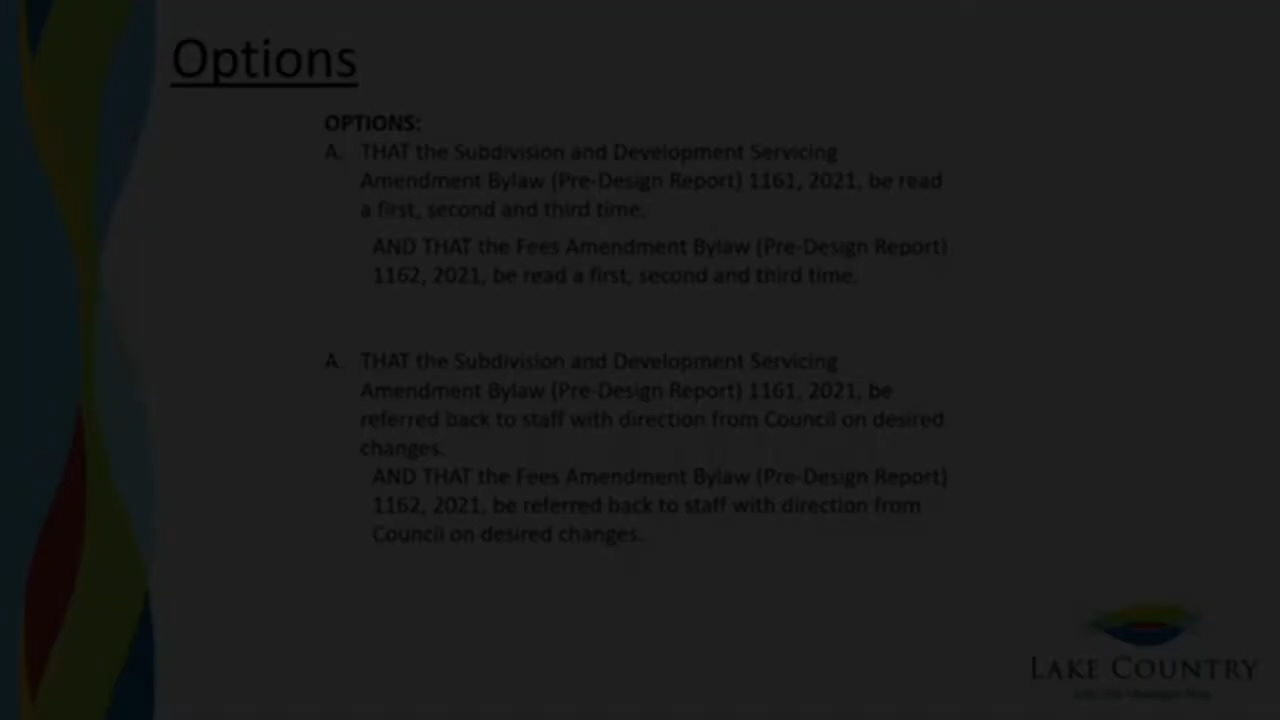 Options
OPTIONS:
A. THAT the Subdivision and Development Servicing
Amendment Bylaw (Pre-Design Report) 1161, 2021, be read
a first, second and third time.
AND THAT the Fees Amendment Bylaw (Pre-Design Report)
1162, 2021, be read a first, second and third time.
A. THAT the Subdivision and Development Servicing
Amendment Bylaw (Pre-Design Report) 1161, 2021, be
referred back to staff with direction from Council on desired
changes.
AND THAT the Fees Amendment Bylaw (Pre-Design Report)
1162, 2021, be referred back to staff with direction from
Council on desired changes.
LAKE COUNTRY